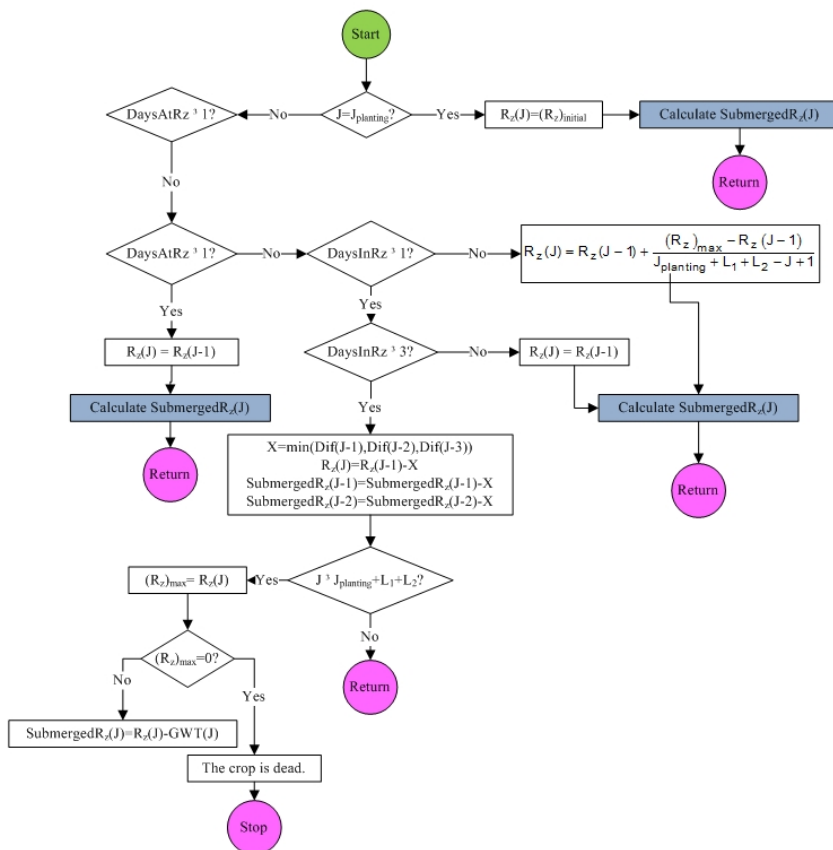 Start
DaysAtRz ³ 1?
No
J=Jplanting?
Yes
Rz(J)=(Rz)initial
Calculate SubmergedRz(J)
Return
No
DaysAtRz ³ 1?
No
DaysInRz ³ 1?
No
Rz(J) = Rz(J−1) + (Rz)max − Rz(J−1)
Jplanting + L1 + L2 − J + 1
Yes
Yes
Rz(J) = Rz(J-1)
DaysInRz ³ 3?
No
Rz(J) = Rz(J-1)
Calculate SubmergedRz(J)
Calculate SubmergedRz(J)
Yes
Return
Return
X=min(Dif(J-1),Dif(J-2),Dif(J-3))
Rz(J)=Rz(J-1)-X
SubmergedRz(J-1)=SubmergedRz(J-1)-X
SubmergedRz(J-2)=SubmergedRz(J-2)-X
(Rz)max= Rz(J)
Yes
J ³ Jplanting+L1+L2?
No
(Rz)max=0?
Return
No
Yes
SubmergedRz(J)=Rz(J)-GWT(J)
The crop is dead.
Stop